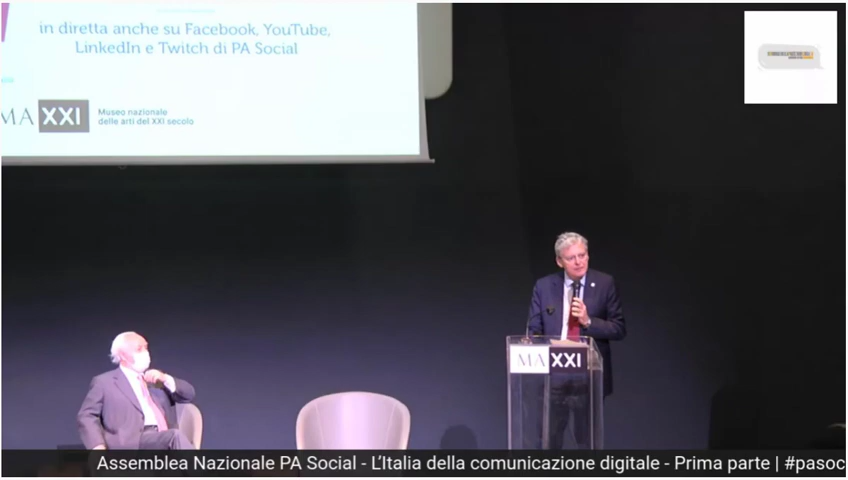 in diretta anche su Facebook, YouTube,
LinkedIn e Twitch di PA Social
MA XXI
Museo nazionale
delle arti del XXI secolo
MA XXI
Assemblea Nazionale PA Social - L'Italia della comunicazione digitale - Prima parte | #pasoc